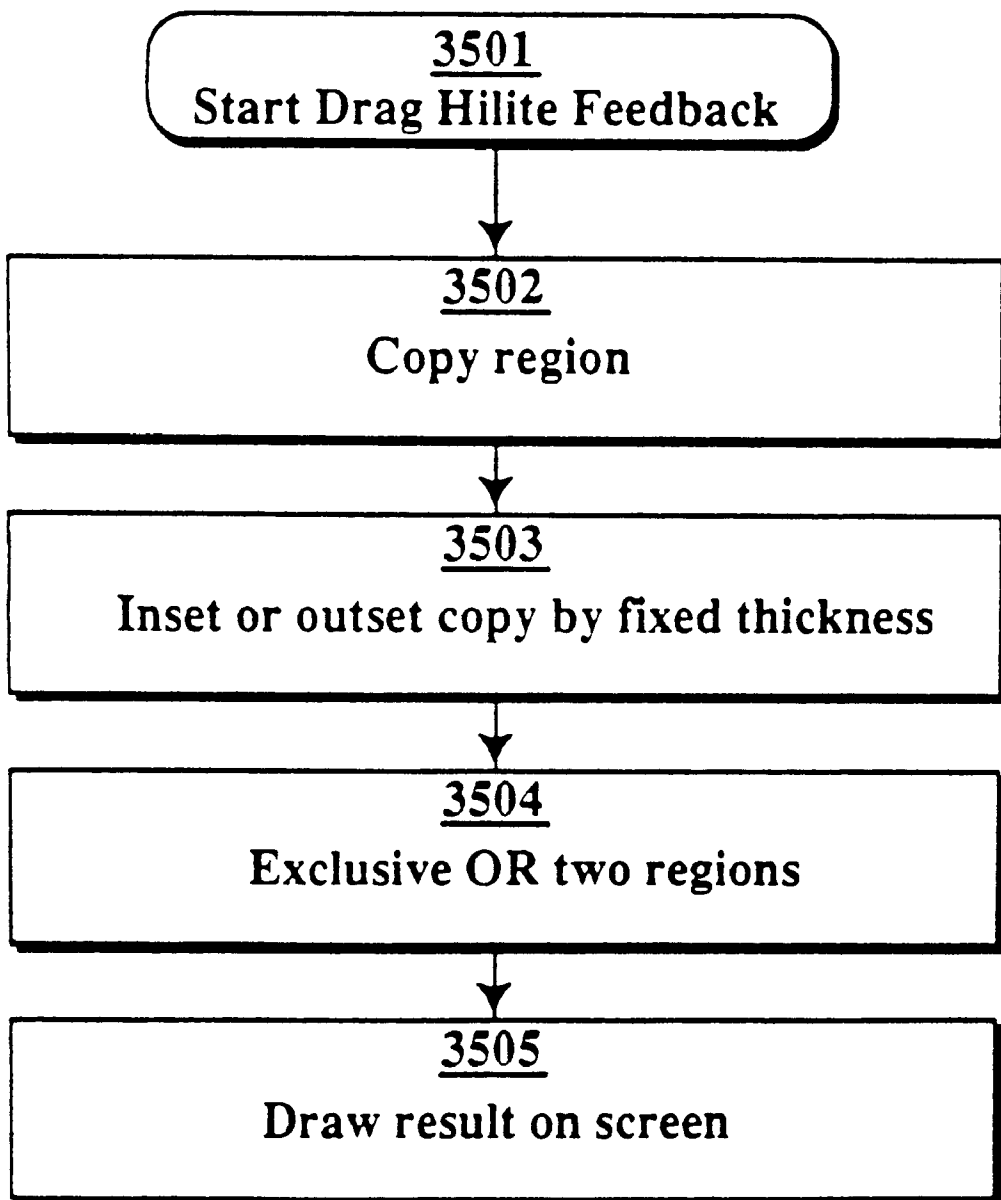 3501
Start Drag Hilite Feedback
3502
Copy region
3503
Inset or outset copy by fixed thickness
3504
Exclusive OR two regions
3505
Draw result on screen